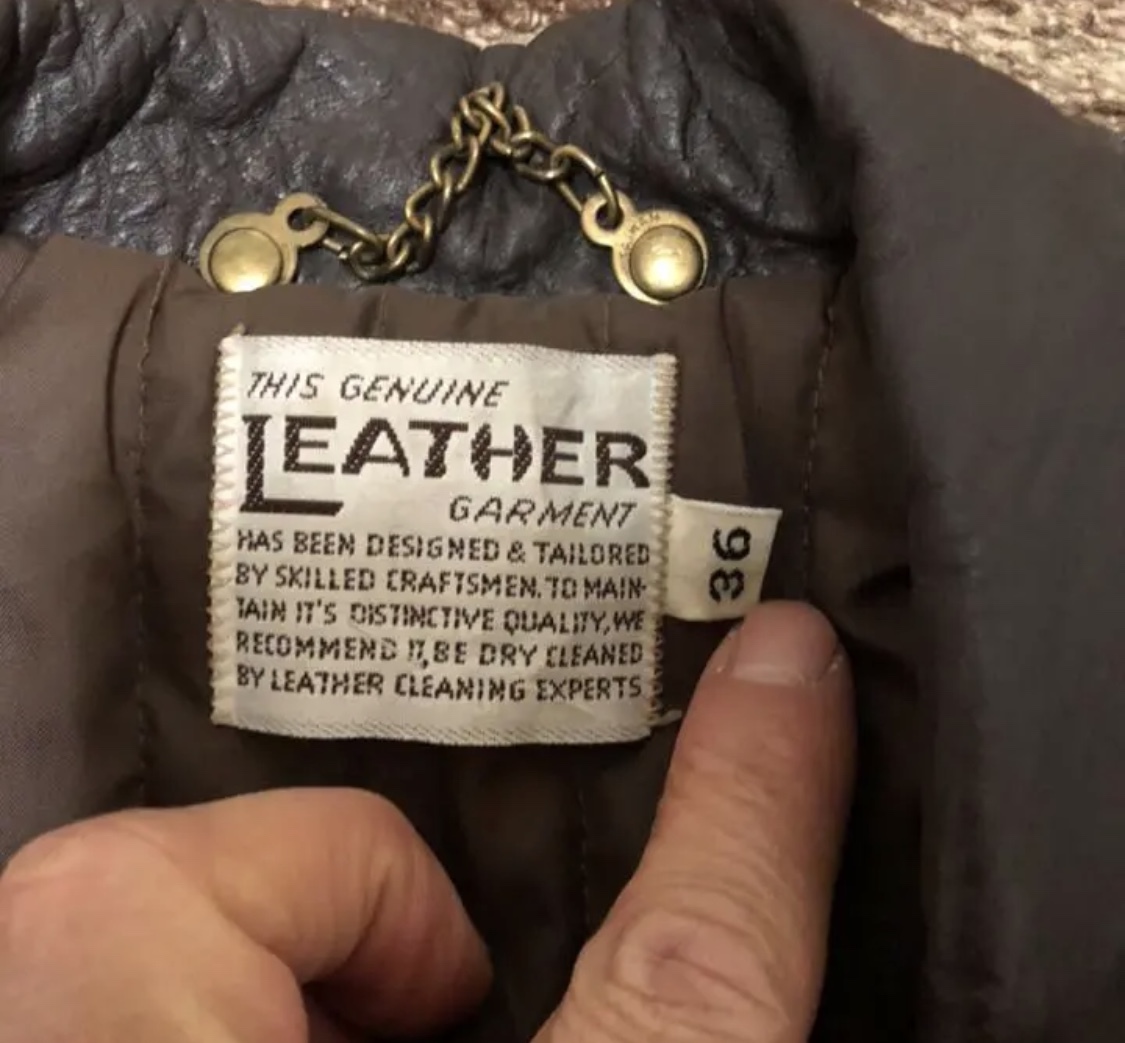 THIS GENUINE
LEATHER
GARMENT
HAS BEEN DESIGNED & TAILORED
BY SKILLED CRAFTSMEN. TO MAIN-
TAIN IT'S DISTINCTIVE QUALITY, WE
RECOMMEND IT, BE DRY CLEANED
BY LEATHER CLEANING EXPERTS
36